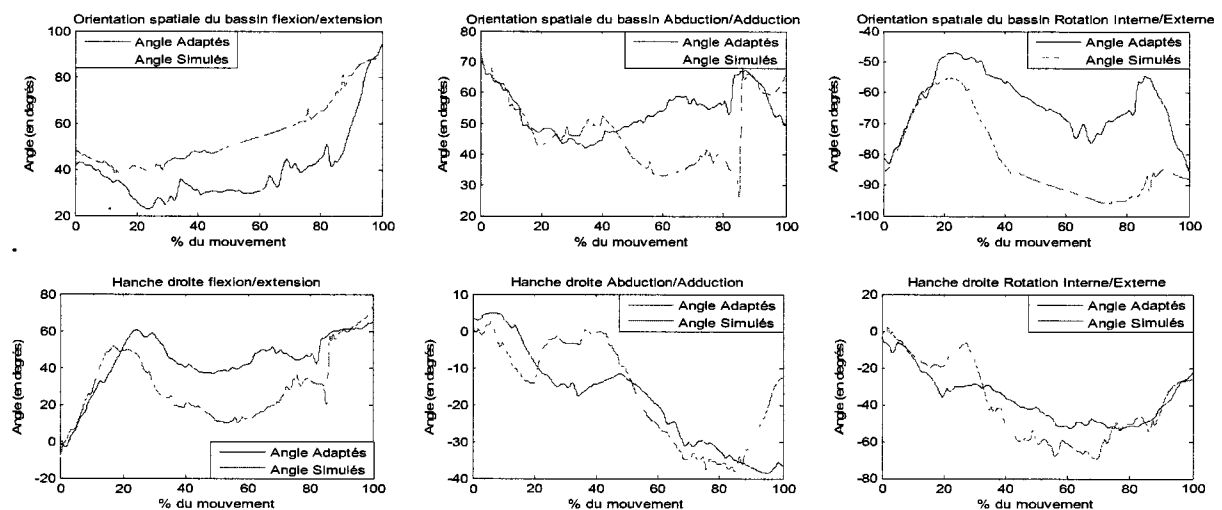 Orientation spatiale du bassin flexion/extension
Angle (en degrés)
100
80
60
40
20
Angle Adaptés
Angle Simulés
0 20 40 60 80 100
% du mouvement
Orientation spatiale du bassin Abduction/Adduction
Angle (en degrés)
80
70
60
50
40
30
20
Angle Adaptés
Angle Simulés
0 20 40 60 80 100
% du mouvement
Orientation spatiale du bassin Rotation Interne/Externe
Angle (en degrés)
-40
-50
-60
-70
-80
-90
-100
Angle Adaptés
Angle Simulés
0 20 40 60 80 100
% du mouvement
Hanche droite flexion/extension
Angle (en degrés)
80
60
40
20
0
-20
Angle Adaptés
Angle Simulés
0 20 40 60 80 100
% du mouvement
Hanche droite Abduction/Adduction
Angle (en degrés)
10
0
-10
-20
-30
-40
Angle Adaptés
Angle Simulés
0 20 40 60 80 100
% du mouvement
Hanche droite Rotation Interne/Externe
Angle (en degrés)
20
0
-20
-40
-60
-80
Angle Adaptés
Angle Simulés
0 20 40 60 80 100
% du mouvement